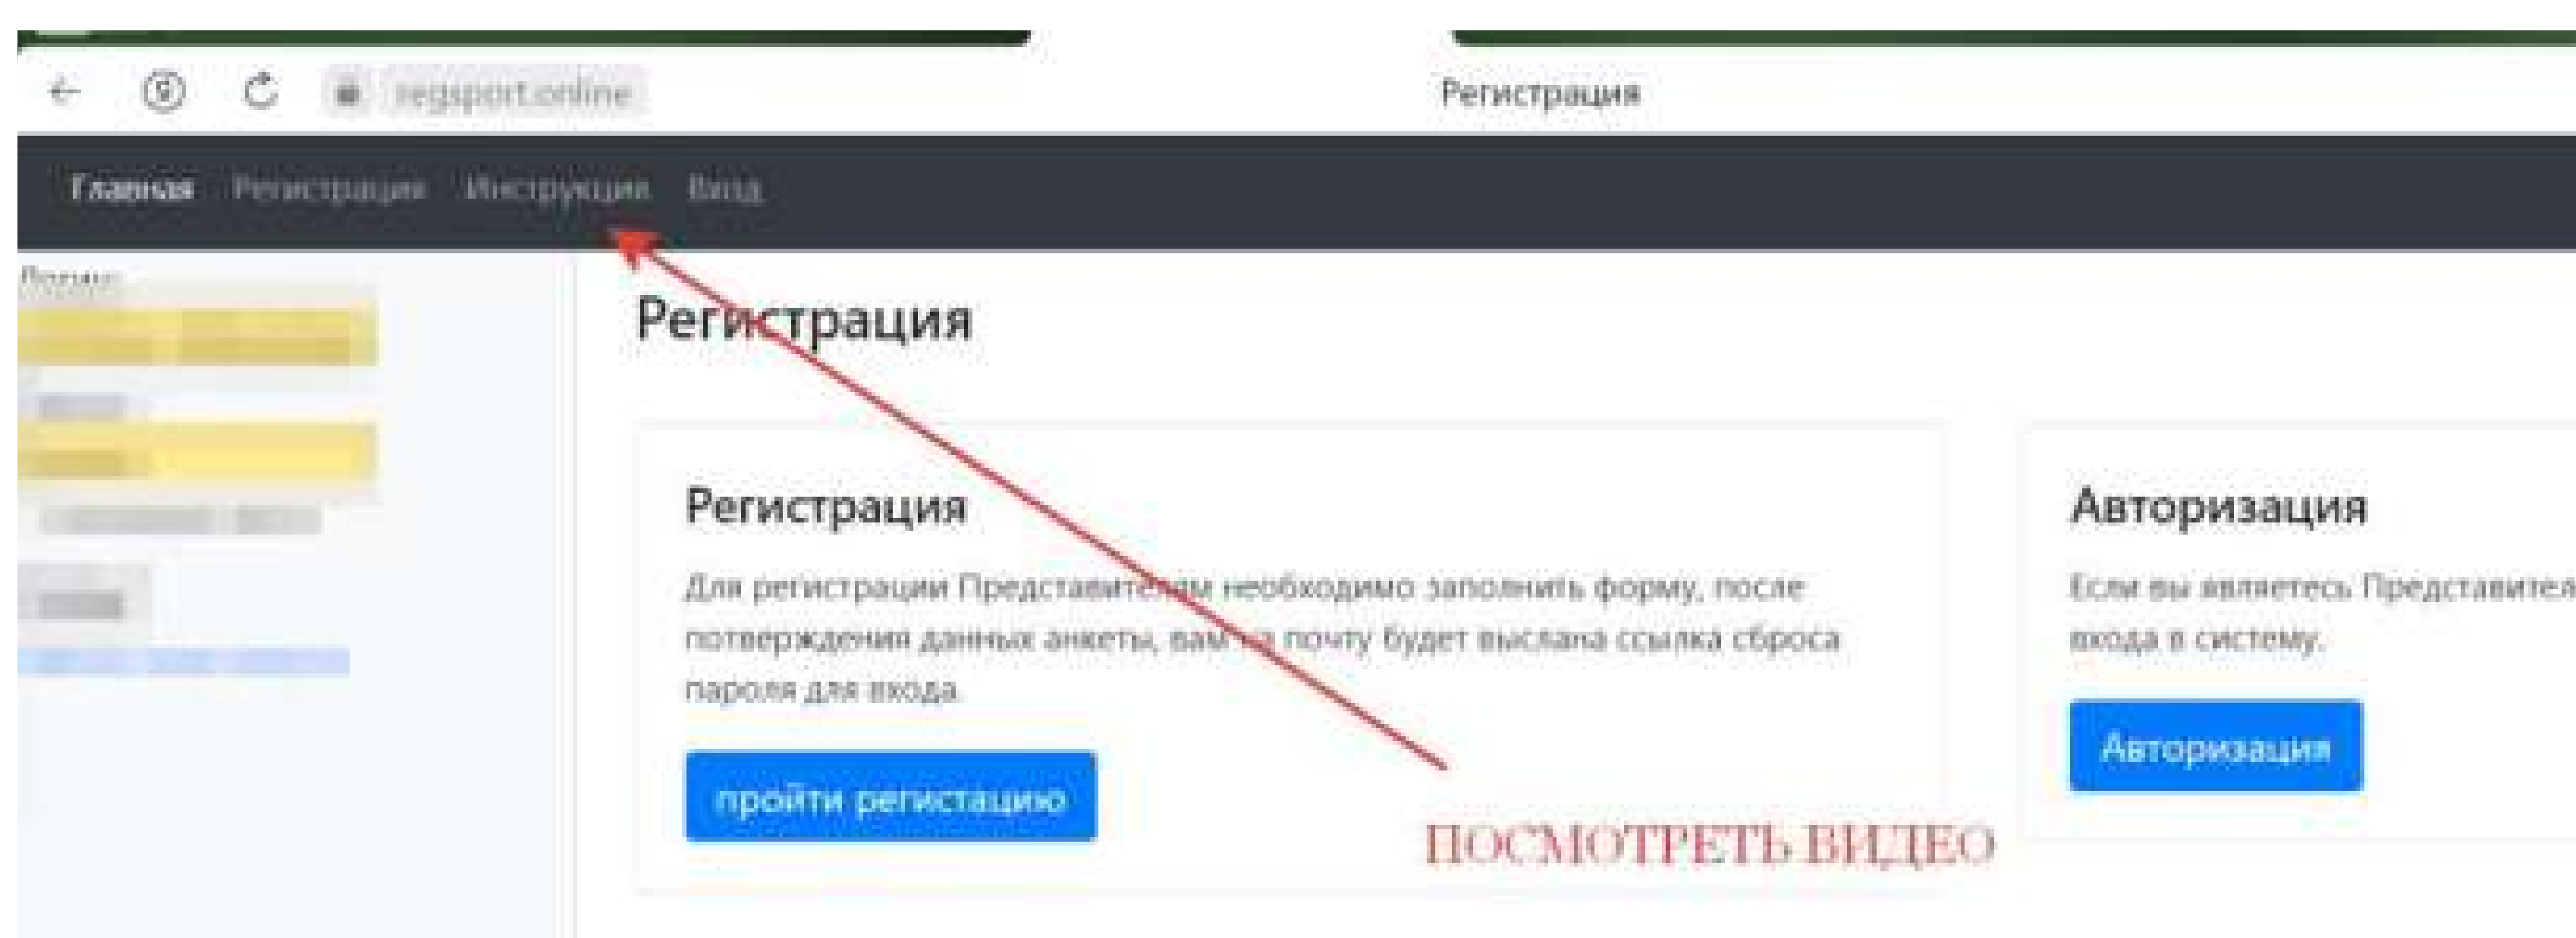 regsport.online
Регистрация
Главная Регистрация Инструкции Вход
Логин:
Регистрация
Регистрация
Для регистрации Представителям необходимо заполнить форму, после
потверждения данных анкеты, вам на почту будет выслана ссылка сброса
пароля для входа.
пройти регистацию
Авторизация
Если вы являетесь Представител
входа в систему.
Авторизация
ПОСМОТРЕТЬ ВИДЕО